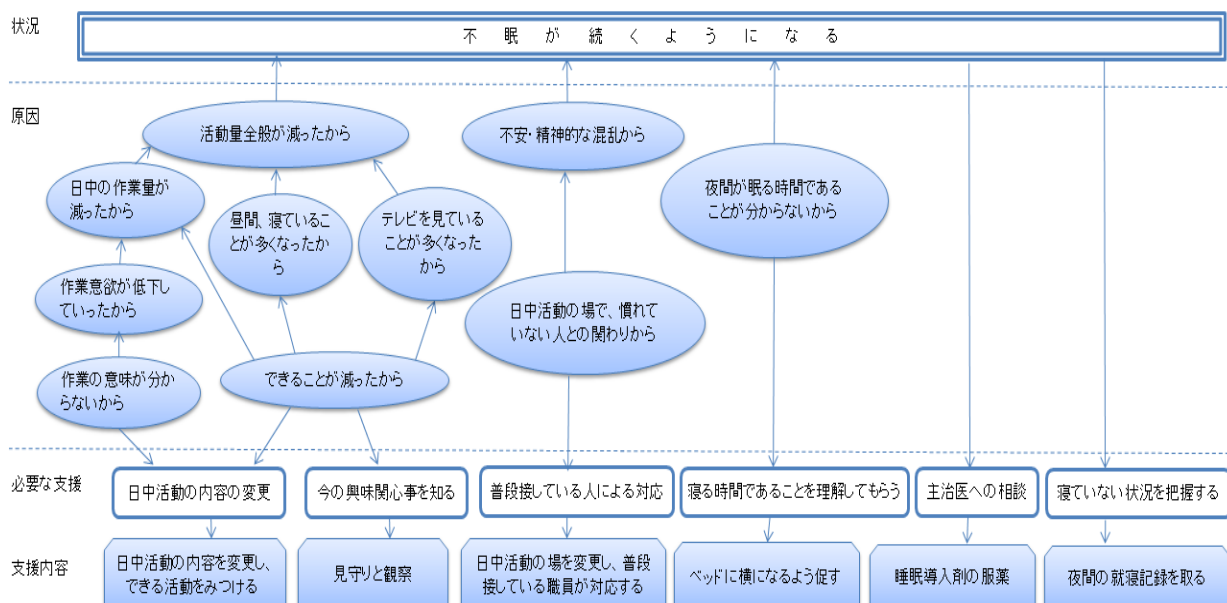 状況
不眠が続くようになる
原因
活動量全般が減ったから
不安・精神的な混乱から
日中の作業量が
減ったから
昼間、寝ているこ
とが多くなったか
ら
テレビを見ている
ことが多くなった
から
夜間が眠る時間である
ことが分からないから
作業意欲が低下し
ていったから
日中活動の場で、慣れて
いない人との関わりから
作業の意味が分か
らないから
できることが減ったから
必要な支援
日中活動の内容の変更
今の興味関心事を知る
普段接している人による対応
寝る時間であることを理解してもらう
主治医への相談
寝ていない状況を把握する
支援内容
日中活動の内容を変更し、
できる活動をみつける
見守りと観察
日中活動の場を変更し、普段
接している職員が対応する
ベッドに横になるよう促す
睡眠導入剤の服薬
夜間の就寝記録を取る